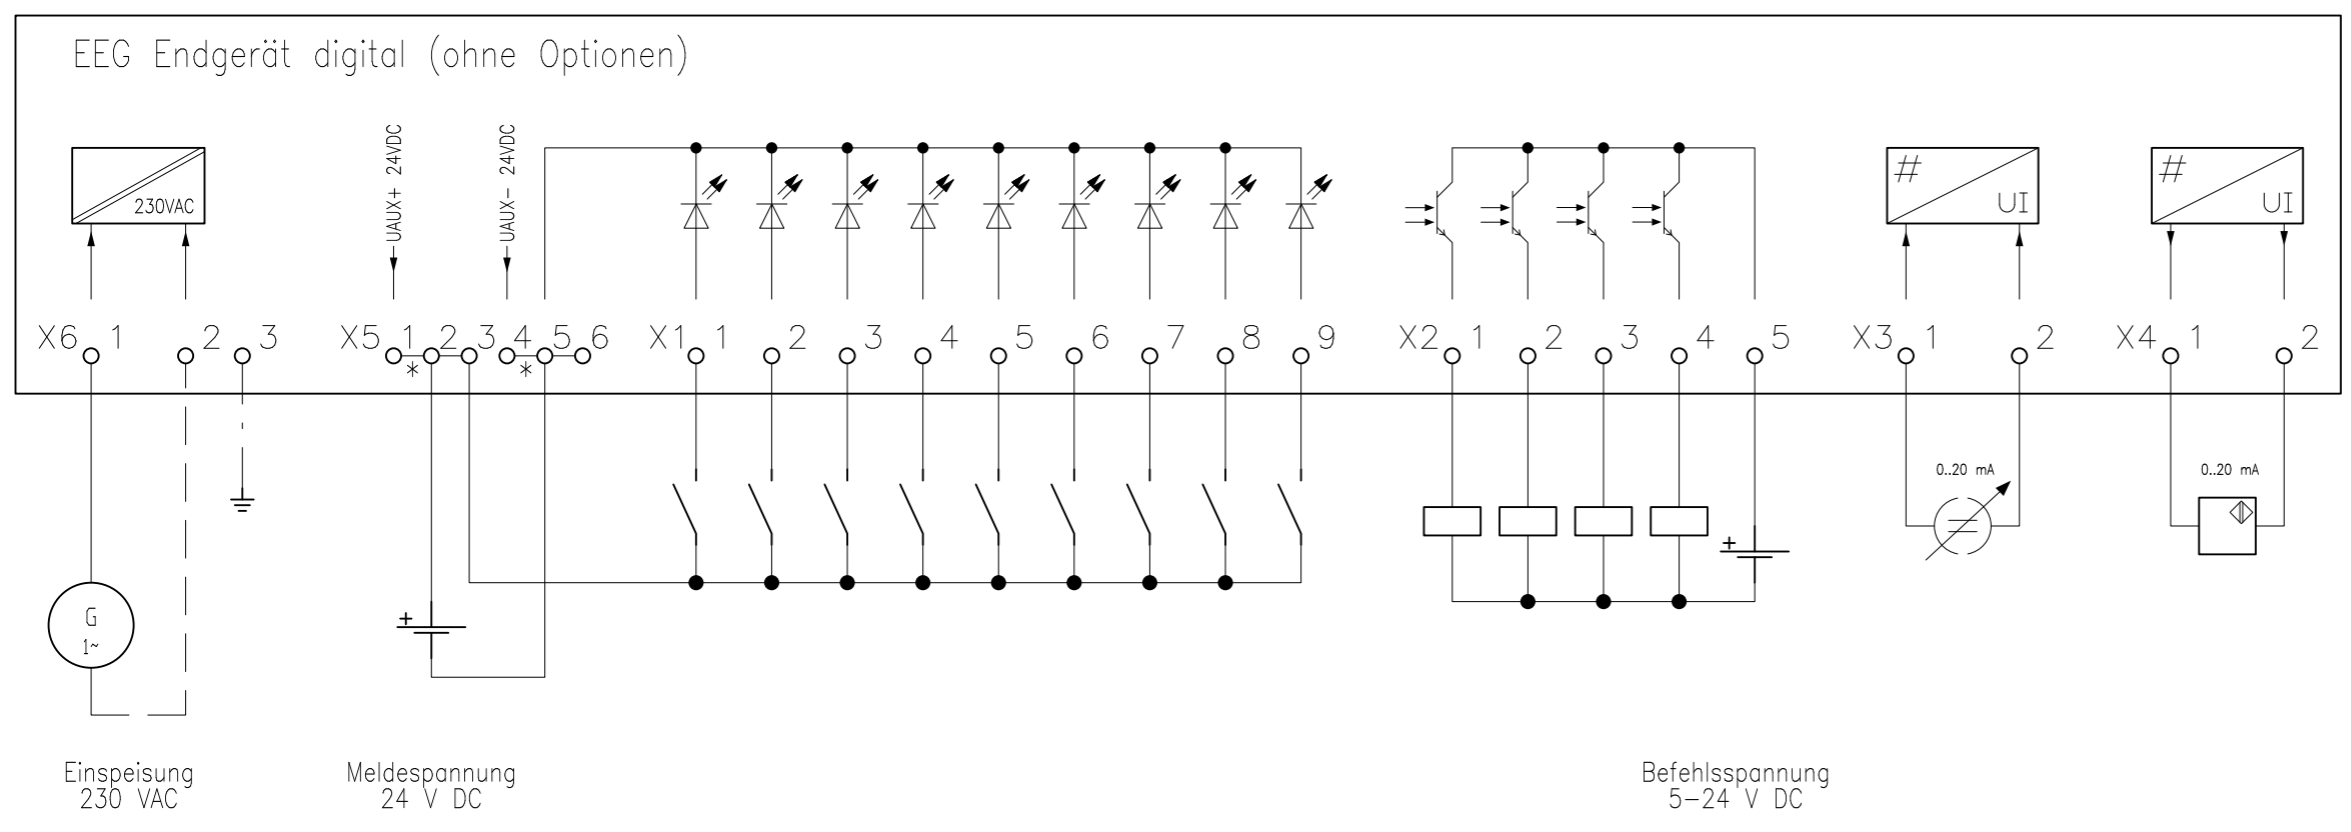 EEG Endgerät digital (ohne Optionen)
230VAC
UAUX+ 24VDC
UAUX- 24VDC
# UI
# UI
X6 1 2 3 X5 1 2 3 4 5 6 X1 1 2 3 4 5 6 7 8 9 X2 1 2 3 4 5 X3 1 2 X4 1 2
* *
0..20 mA 0..20 mA
+
G
1~
+
Einspeisung
230 VAC
Meldespannung
24 V DC
Befehlsspannung
5-24 V DC